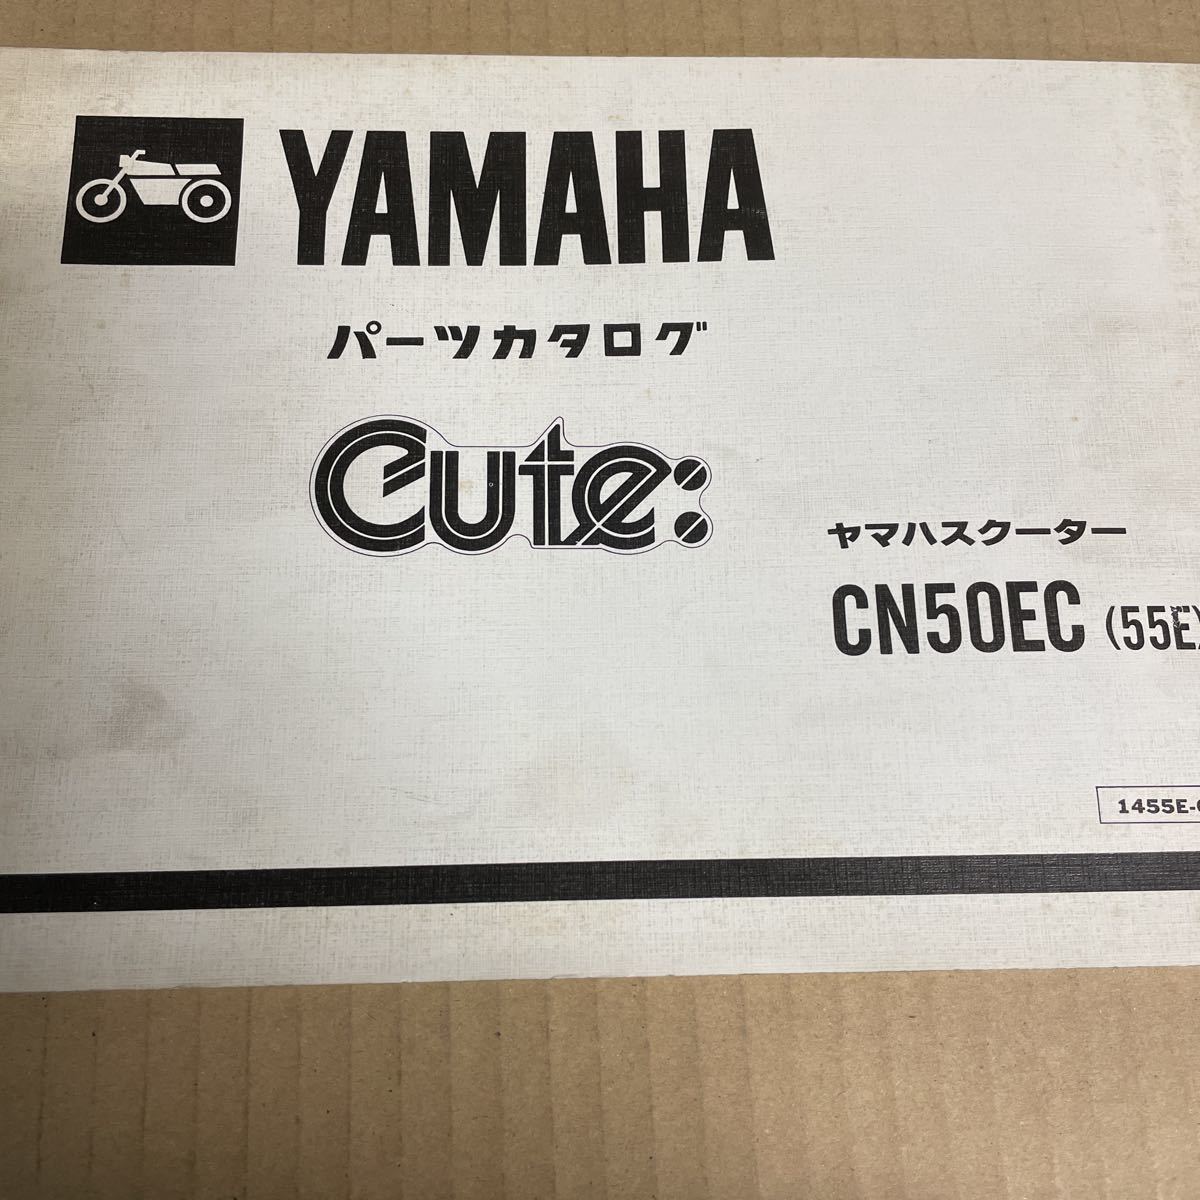 YAMAHA
パーツカタログ
Cute:
ヤマハスクーター
CN50EC (55E)
1455E-